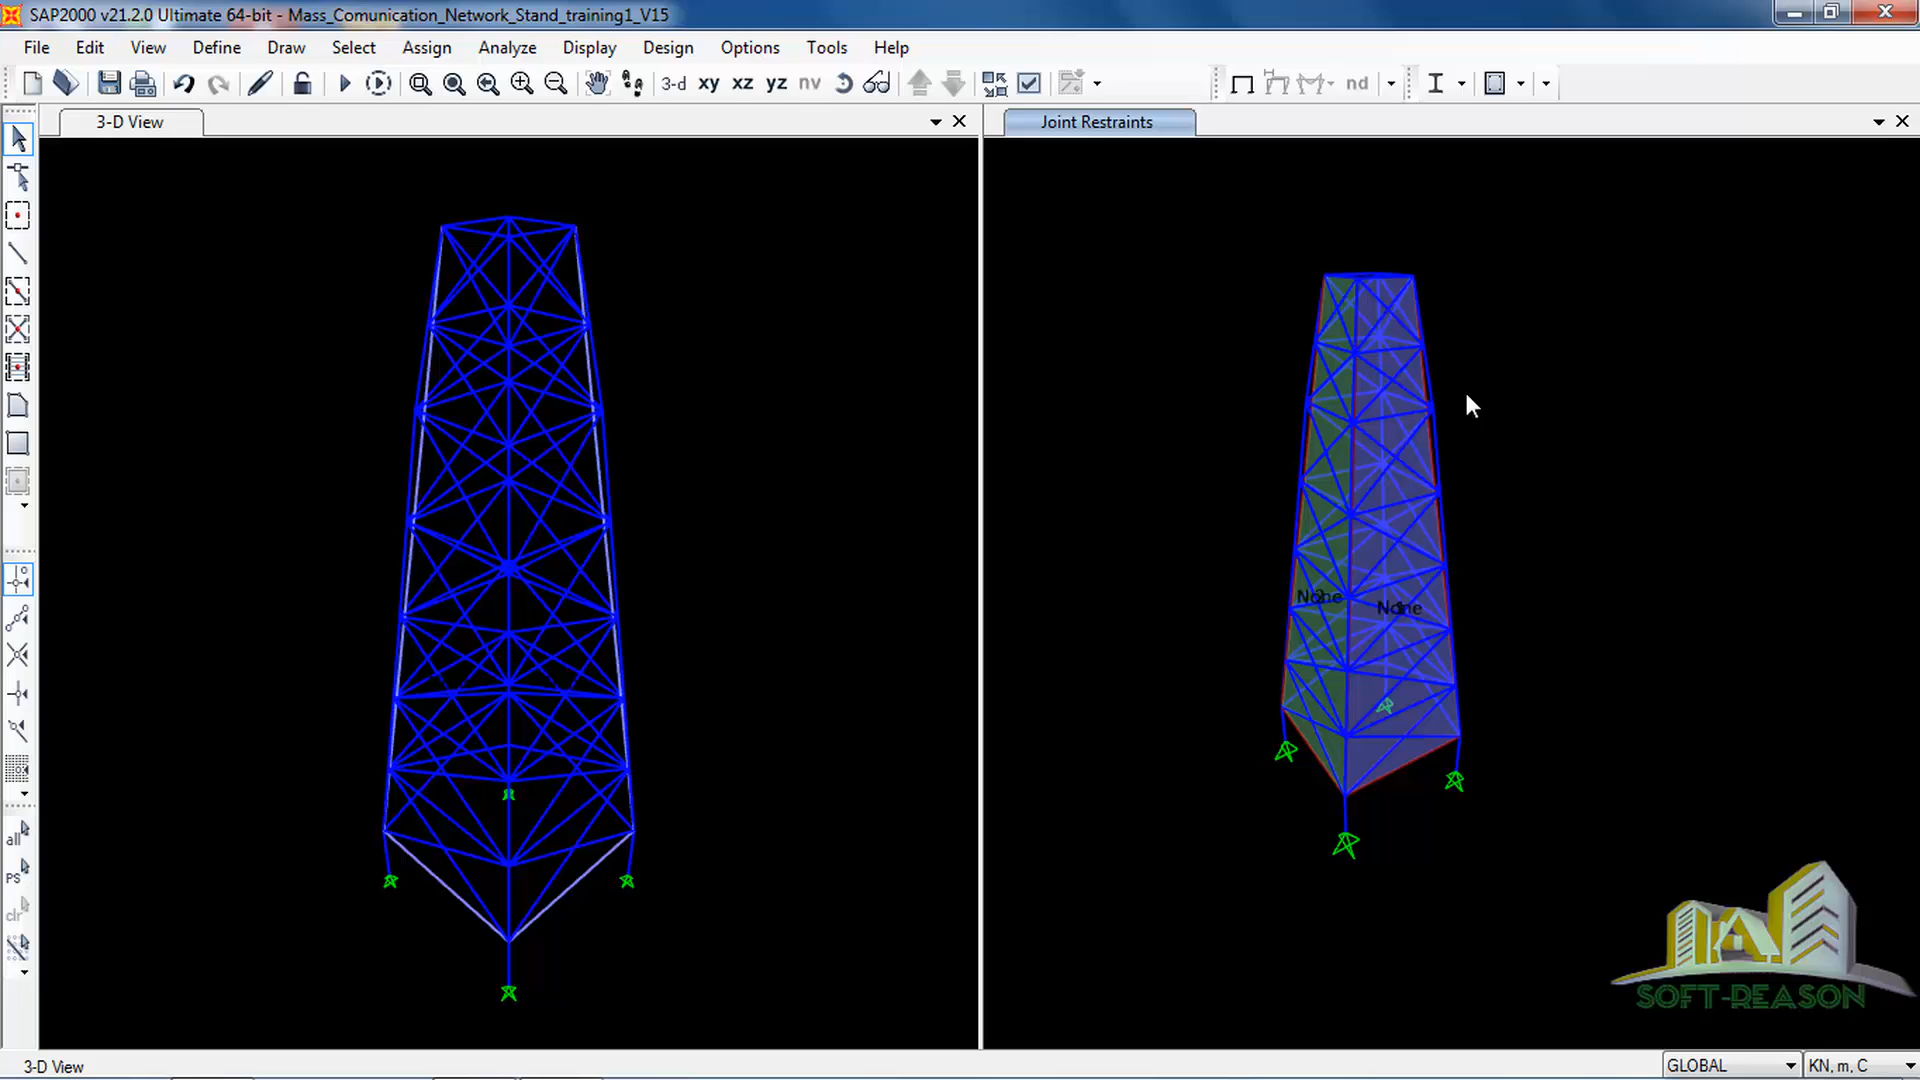 SAP2000 v21.2.0 Ultimate 64-bit - Mass_Comunication_Network_Stand_training1_V15
File Edit View Define Draw Select Assign Analyze Display Design Options Tools Help
3-d xy xz yz nv nd
3-D View
Joint Restraints
None
None
all
PS
clr
SOFT-REASON
3-D View
GLOBAL
KN, m, C